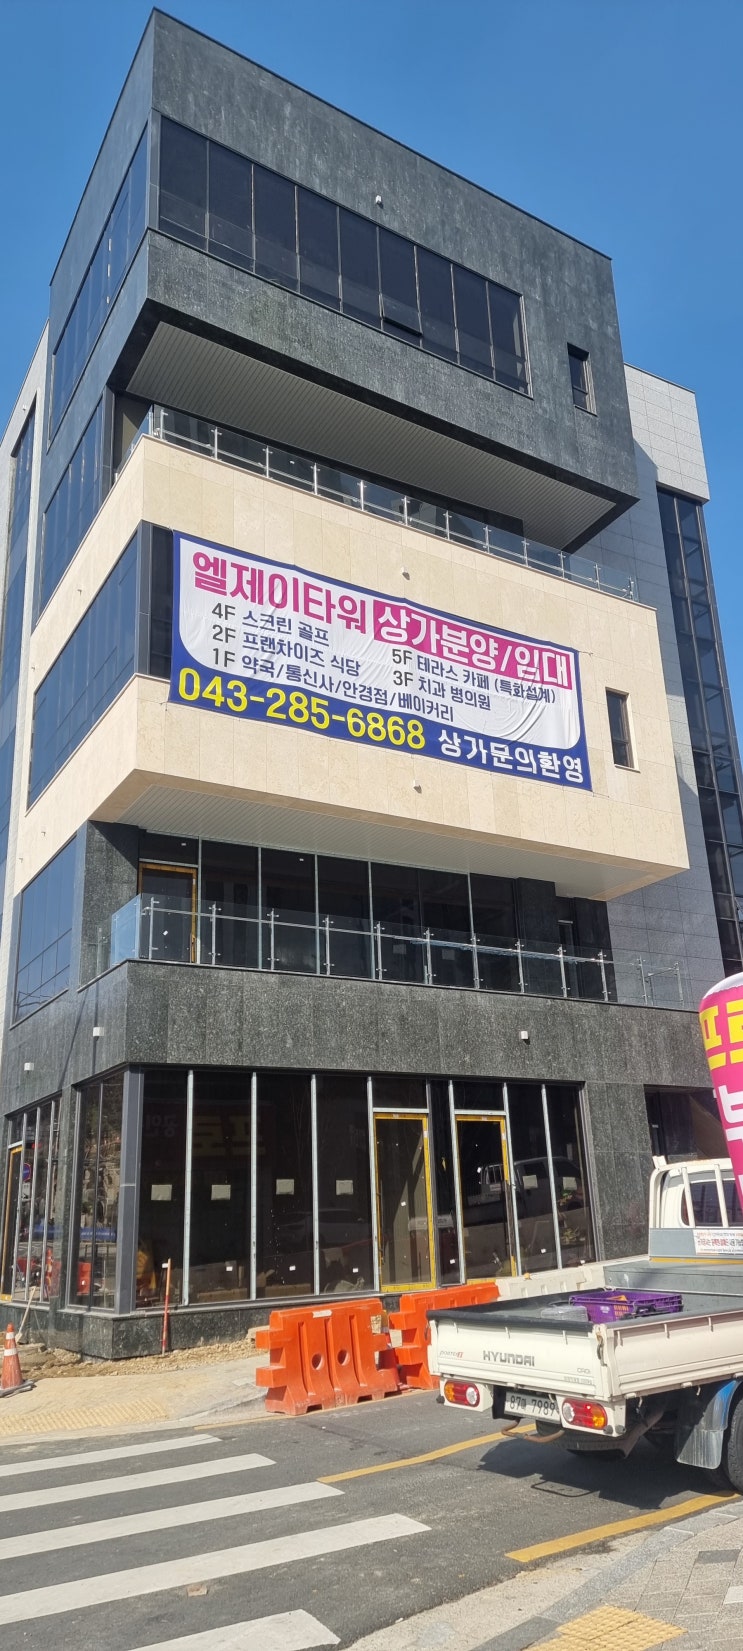 엘제이타워 상가분양/임대
4F 스크린 골프
5F 테라스 카페 (특화설계)
2F 프랜차이즈 식당
3F 치과 병의원
1F 약국/통신사/안경점/베이커리
043-285-6868 상가문의환영
HYUNDAI
7989